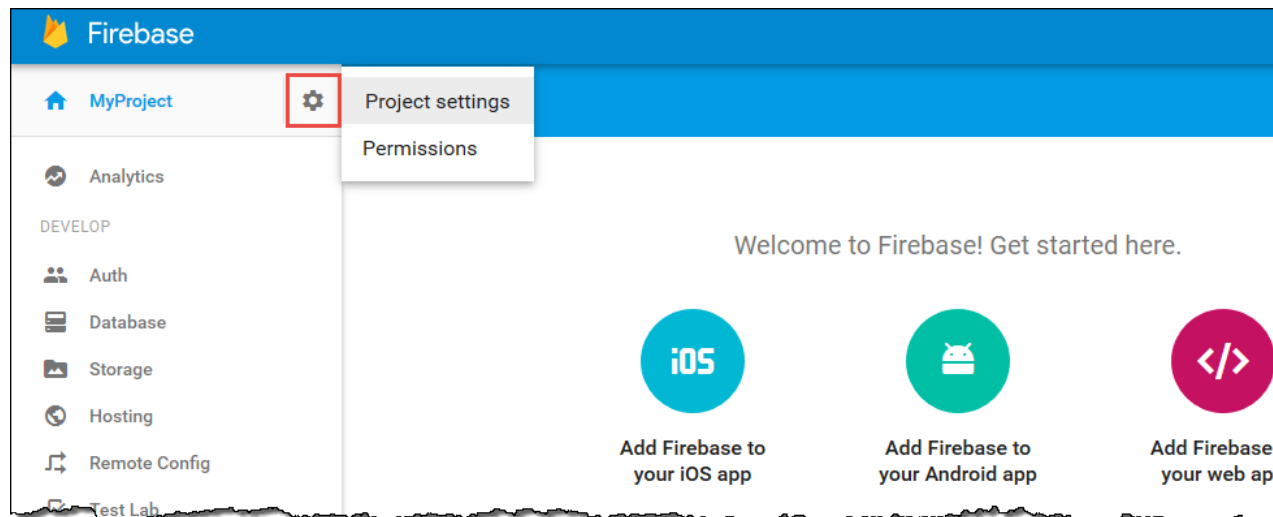 Firebase
MyProject
Project settings
Permissions
Analytics
DEVELOP
Auth
Database
Storage
Hosting
Remote Config
Test Lab
Welcome to Firebase! Get started here.
iOS
Add Firebase to
your iOS app
Add Firebase to
your Android app
</>
Add Firebase
your web ap